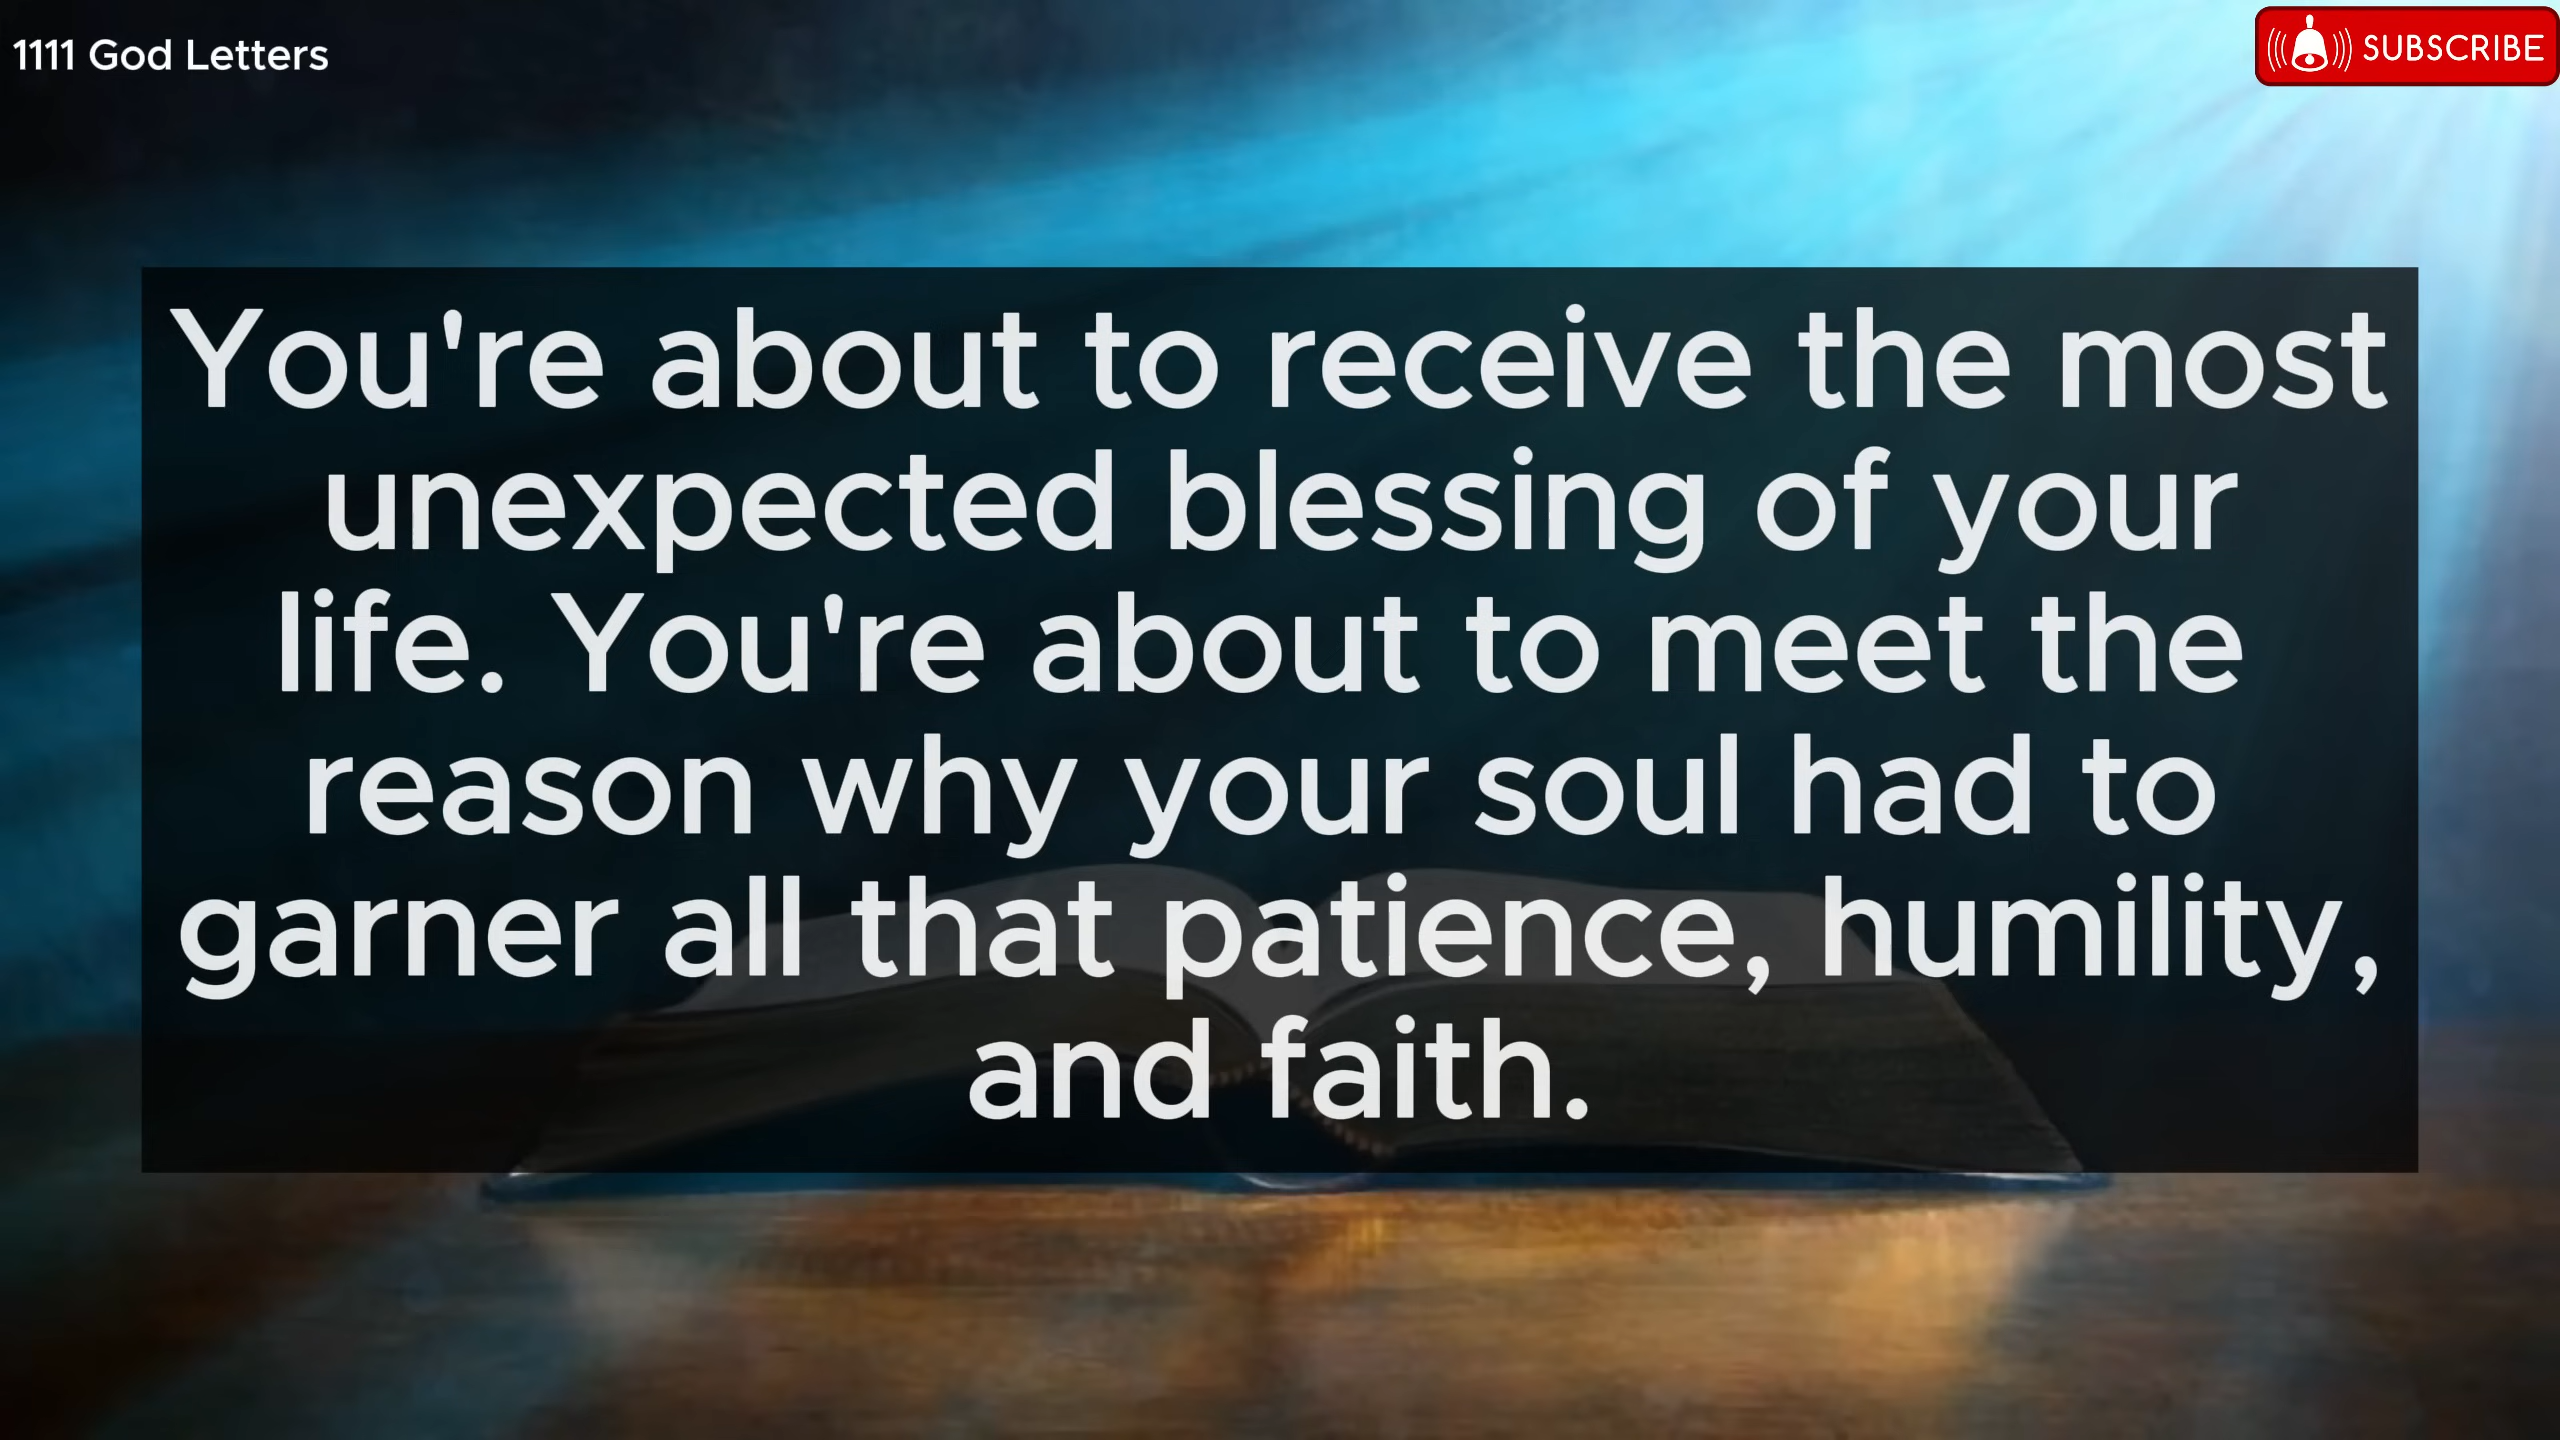 1111 God Letters
SUBSCRIBE
You're about to receive the most
unexpected blessing of your
life. You're about to meet the
reason why your soul had to
garner all that patience, humility,
and faith.